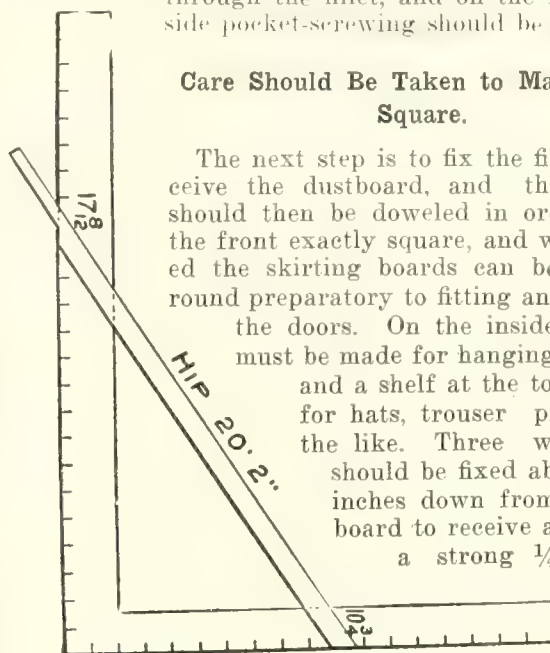 side pocket-screwing should be
Care Should Be Taken to Ma
Square.
The next step is to fix the fi
ceive the dustboard, and th
should then be doweled in or
the front exactly square, and w
ed the skirting boards can be
round preparatory to fitting an
the doors. On the inside
must be made for hanging
and a shelf at the to
for hats, trouser p
the like. Three w
should be fixed ab
inches down from
board to receive a
a strong ¼
17 8/12
HIP 20' 2"
10 3/4